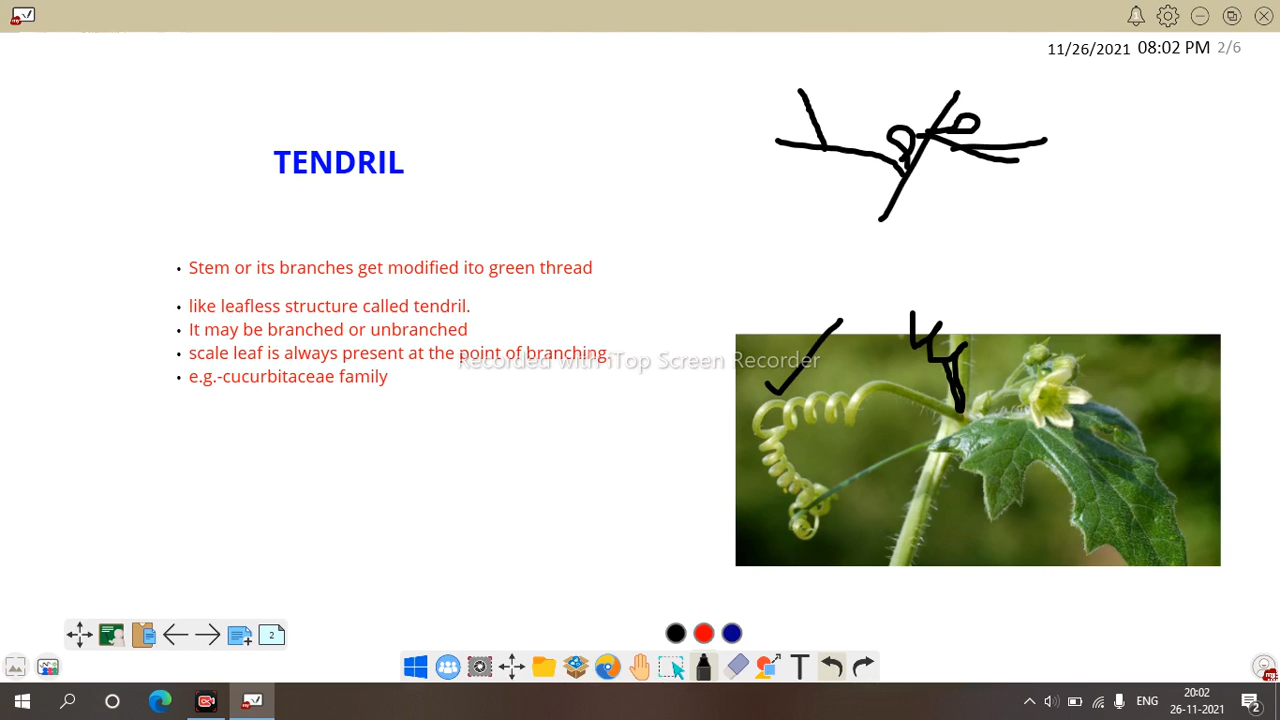 11/26/2021 08:02 PM 2/6
TENDRIL
• Stem or its branches get modified ito green thread
• like leafless structure called tendril.
• It may be branched or unbranched
• scale leaf is always present at the point of branching.
• e.g.-cucurbitaceae family
Recorded with iTop Screen Recorder
2
T
ENG
20:02
26-11-2021
2